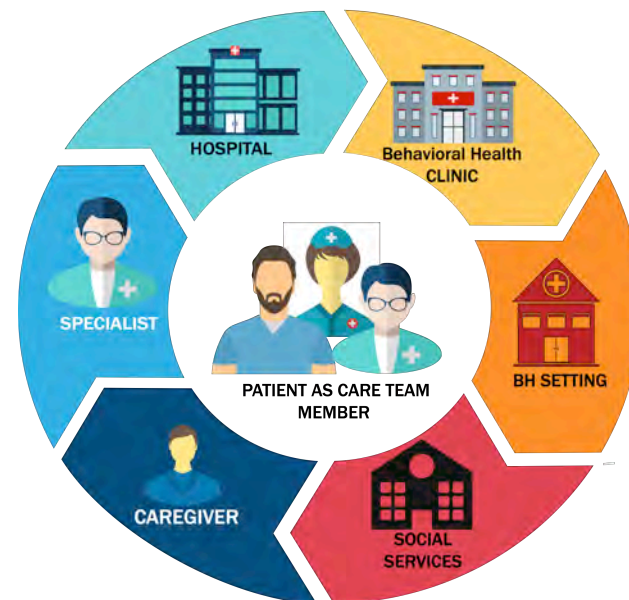 HOSPITAL
Behavioral Health
CLINIC
BH SETTING
SOCIAL
SERVICES
CAREGIVER
SPECIALIST
PATIENT AS CARE TEAM
MEMBER